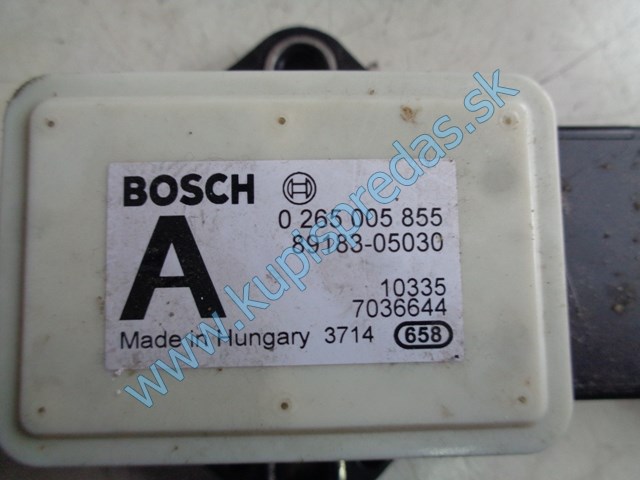 BOSCH
A
0 265 005 855
89183-05030
10335
7036644
Made in Hungary 3714 658
www.kupispredas.sk